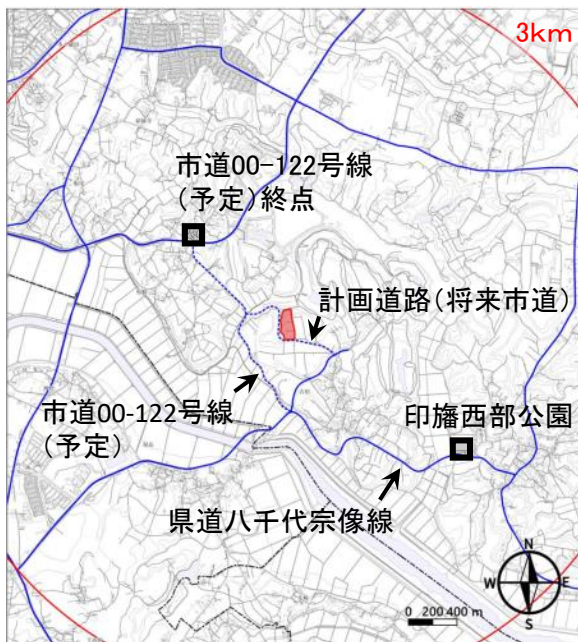 3km
市道00-122号線
(予定)終点
計画道路(将来市道)
市道00-122号線
(予定)
印旛西部公園
県道八千代宗像線
N
W
E
S
0 200 400 m